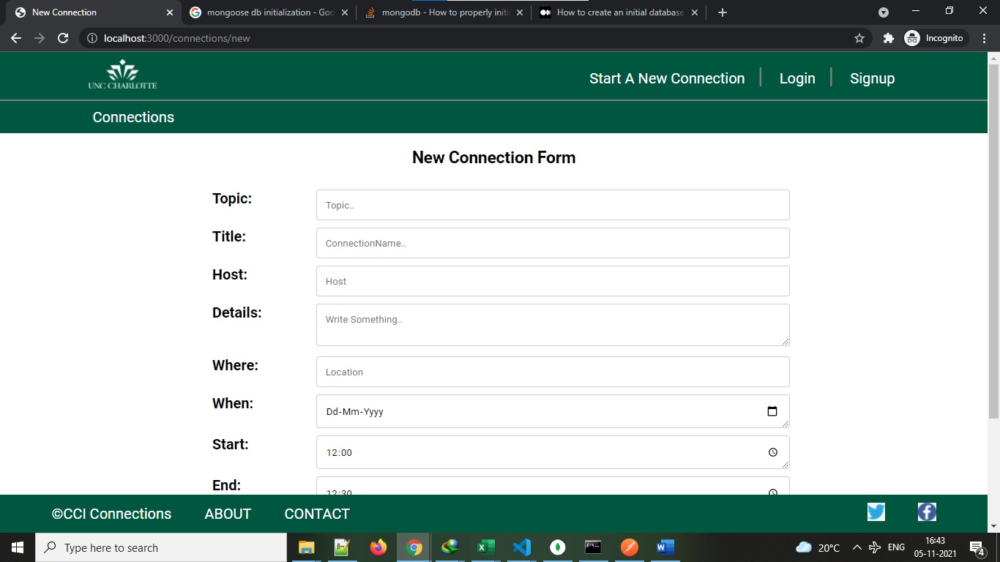 New Connection
mongoose db initialization - Goo
mongodb - How to properly initi
How to create an initial database
localhost:3000/connections/new
Incognito
UNC CHARLOTTE
Start A New Connection
Login
Signup
Connections
New Connection Form
Topic:
Topic..
Title:
ConnectionName..
Host:
Host
Details:
Write Something..
Where:
Location
When:
Dd-Mm-Yyyy
Start:
12:00
End:
12:30
©CCI Connections
ABOUT
CONTACT
Type here to search
20°C
ENG
16:43
05-11-2021
4